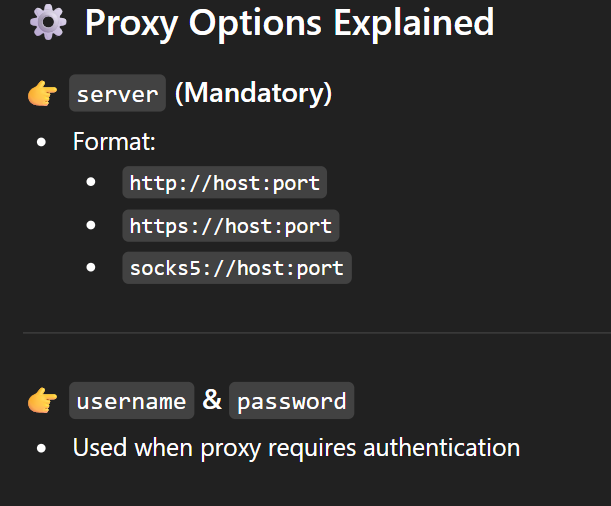 ⚙️ Proxy Options Explained
👉 server (Mandatory)
• Format:
• http://host:port
• https://host:port
• socks5://host:port
👉 username & password
• Used when proxy requires authentication